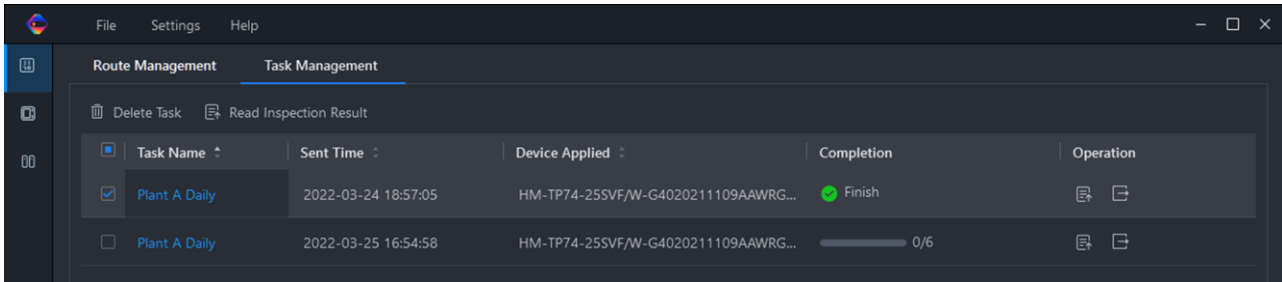 File Settings Help
Route Management Task Management
Delete Task Read Inspection Result
Task Name Sent Time Device Applied Completion Operation
Plant A Daily 2022-03-24 18:57:05 HM-TP74-25SVF/W-G4020211109AAWRG... Finish
Plant A Daily 2022-03-25 16:54:58 HM-TP74-25SVF/W-G4020211109AAWRG... 0/6